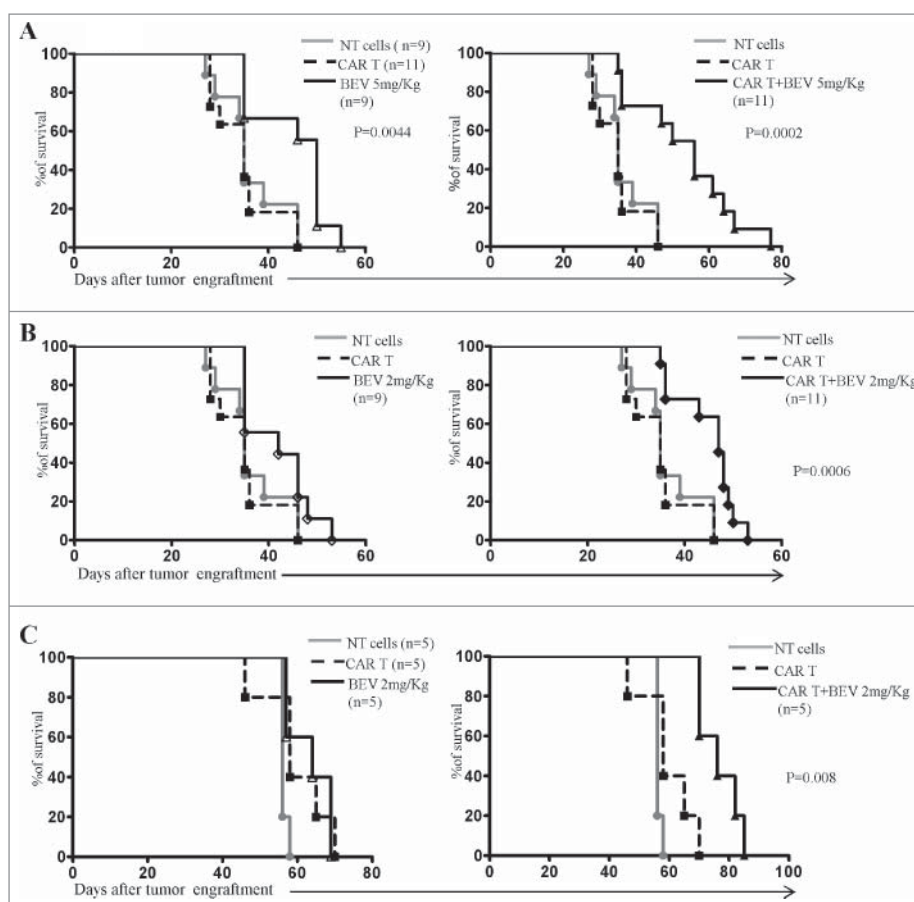 A
NT cells ( n=9)
CAR T (n=11)
BEV 5mg/Kg
(n=9)
P=0.0044
%of survival
100
80
60
40
20
0
0 20 40 60
Days after tumor engraftment
NT cells
CAR T
CAR T+BEV 5mg/Kg
(n=11)
P=0.0002
%of survival
100
80
60
40
20
0
0 20 40 60 80
B
NT cells
CAR T
BEV 2mg/Kg
(n=9)
%of survival
100
80
60
40
20
0
0 20 40 60
Days after tumor engraftment
NT cells
CAR T
CAR T+BEV 2mg/Kg
(n=11)
P=0.0006
%of survival
100
80
60
40
20
0
0 20 40 60
C
NT cells (n=5)
CAR T (n=5)
BEV 2mg/Kg
(n=5)
%of survival
100
80
60
40
20
0
0 20 40 60 80
Days after tumor engraftment
NT cells
CAR T
CAR T+BEV 2mg/Kg
(n=5)
P=0.008
%of survival
100
80
60
40
20
0
0 20 40 60 80 100